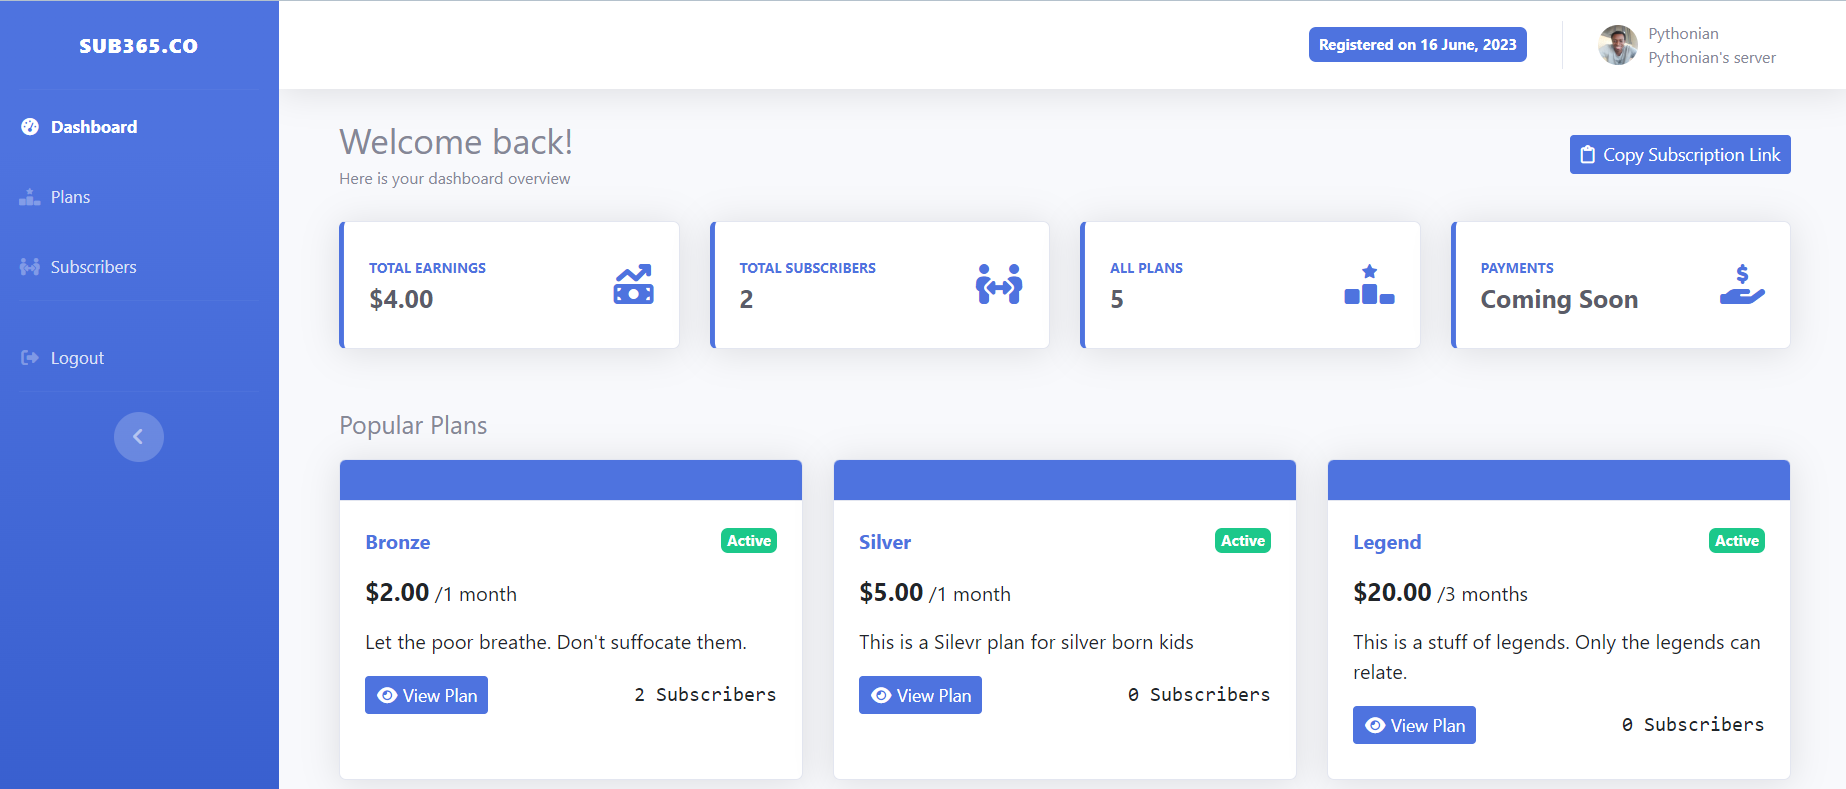 SUB365.CO
Dashboard
Plans
Subscribers
Logout
Registered on 16 June, 2023
Pythonian
Pythonian's server
Welcome back!
Here is your dashboard overview
Copy Subscription Link
TOTAL EARNINGS
$4.00
TOTAL SUBSCRIBERS
2
ALL PLANS
5
PAYMENTS
Coming Soon
Popular Plans
Bronze
Active
$2.00 /1 month
Let the poor breathe. Don't suffocate them.
View Plan
2 Subscribers
Silver
Active
$5.00 /1 month
This is a Silevr plan for silver born kids
View Plan
0 Subscribers
Legend
Active
$20.00 /3 months
This is a stuff of legends. Only the legends can
relate.
View Plan
0 Subscribers